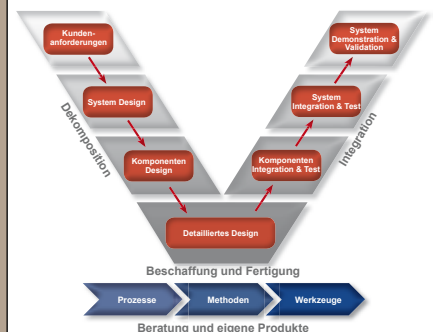 Kunden-
anforderungen
System Design
Komponenten
Design
Detailliertes Design
Komponenten
Integration & Test
System
Integration & Test
System
Demonstration &
Validation
Dekomposition
Integration
Beschaffung und Fertigung
Prozesse
Methoden
Werkzeuge
Beratung und eigene Produkte